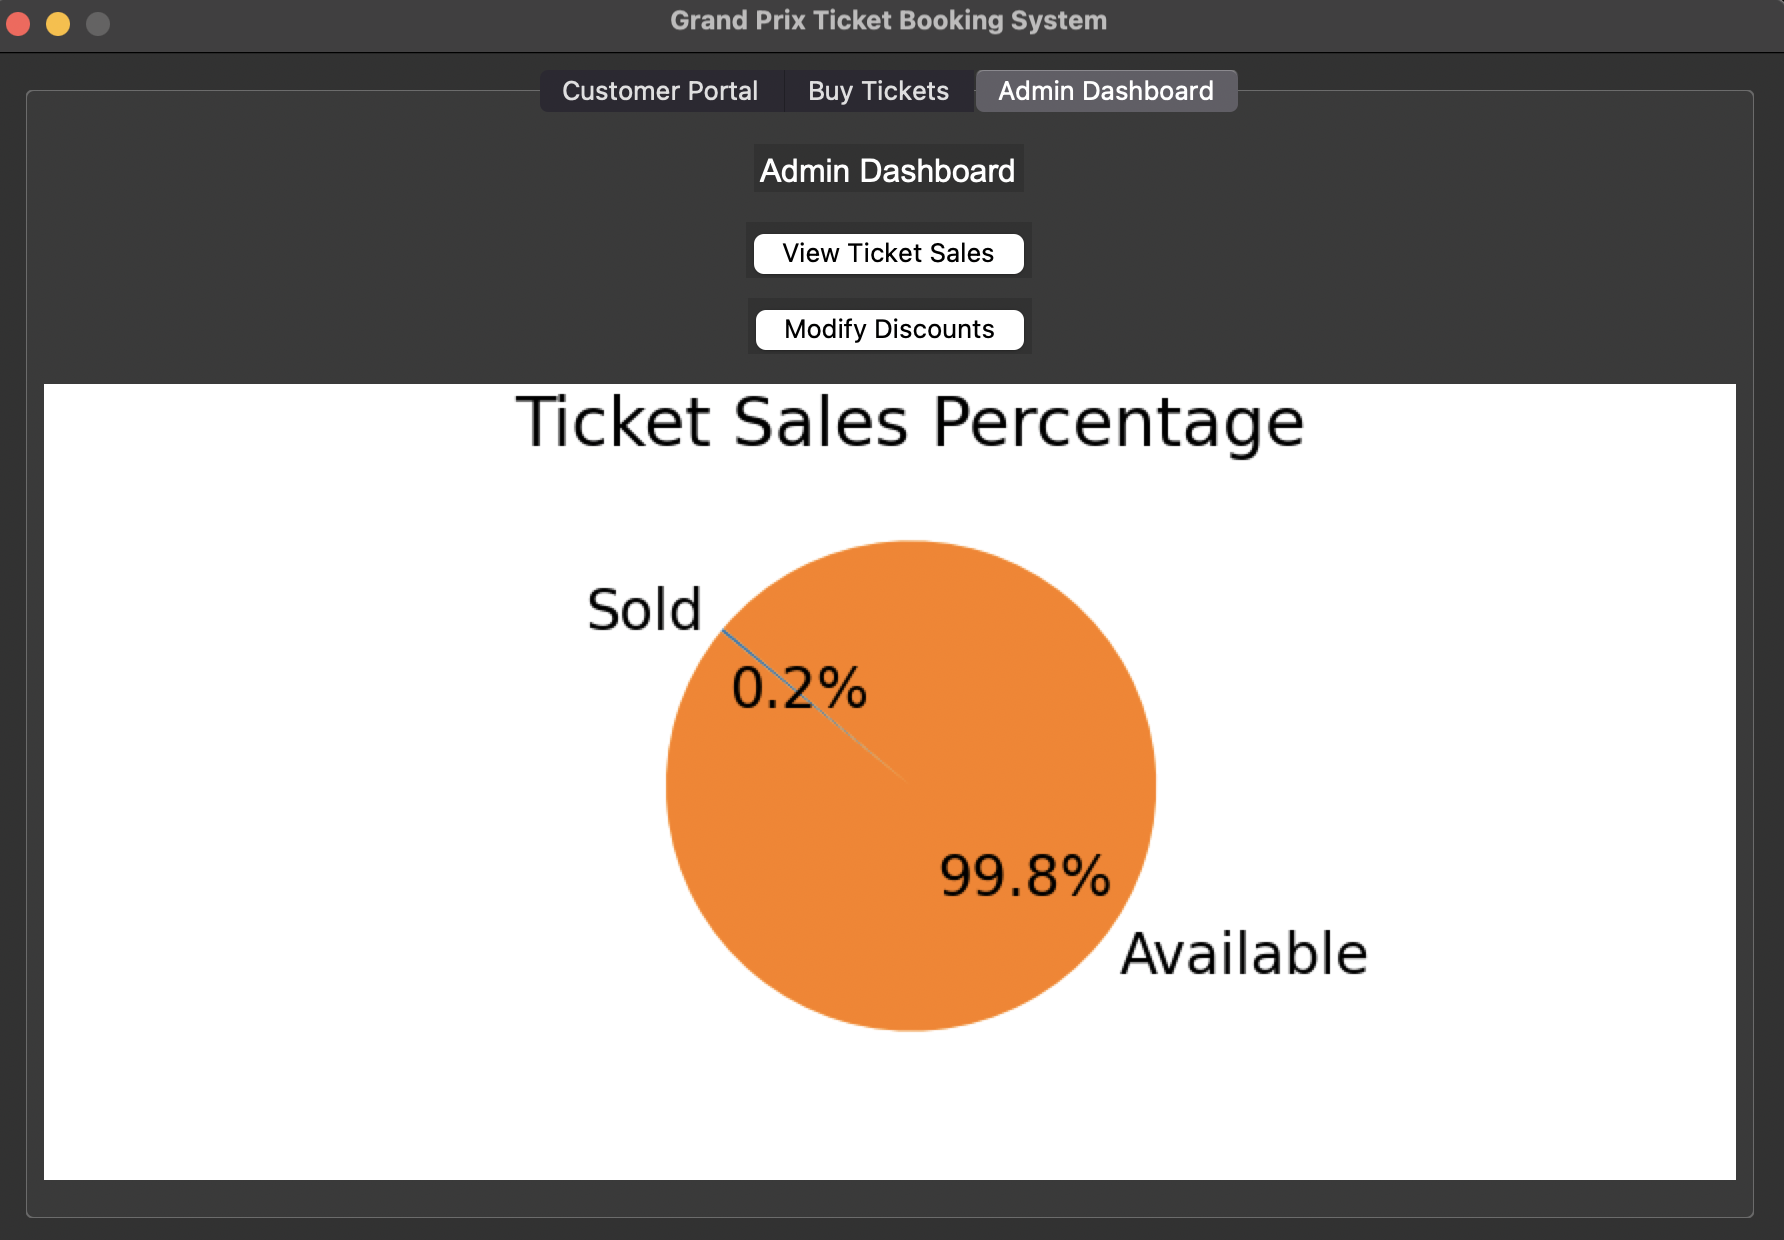 Grand Prix Ticket Booking System
Customer Portal Buy Tickets Admin Dashboard
Admin Dashboard
View Ticket Sales
Modify Discounts
Ticket Sales Percentage
Sold
0.2%
99.8%
Available